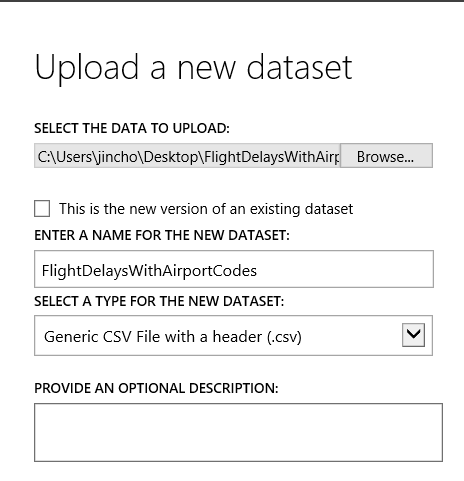 Upload a new dataset
SELECT THE DATA TO UPLOAD:
C:\Users\jincho\Desktop\FlightDelaysWithAirp Browse...
This is the new version of an existing dataset
ENTER A NAME FOR THE NEW DATASET:
FlightDelaysWithAirportCodes
SELECT A TYPE FOR THE NEW DATASET:
Generic CSV File with a header (.csv)
PROVIDE AN OPTIONAL DESCRIPTION: